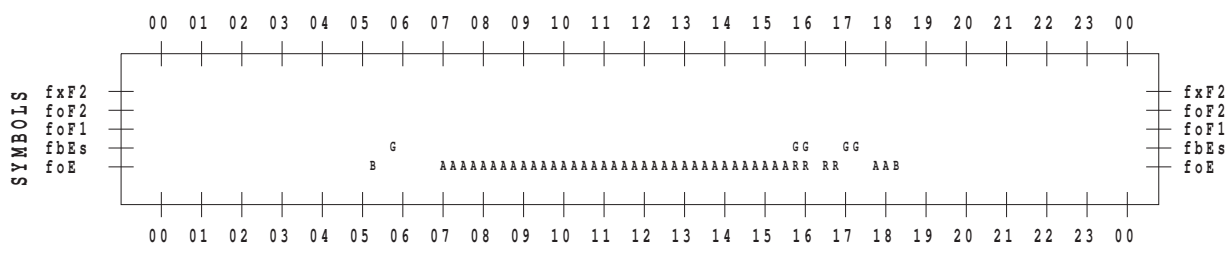 00 01 02 03 04 05 06 07 08 09 10 11 12 13 14 15 16 17 18 19 20 21 22 23 00
SYMBOLS
fxF2 fxF2
foF2 foF2
foF1 foF1
fbEs G GG GG fbEs
foE B AAAAAAAAAAAAAAAAAAAAAAAAAAAAAAAAAAARR RR AAB foE
00 01 02 03 04 05 06 07 08 09 10 11 12 13 14 15 16 17 18 19 20 21 22 23 00